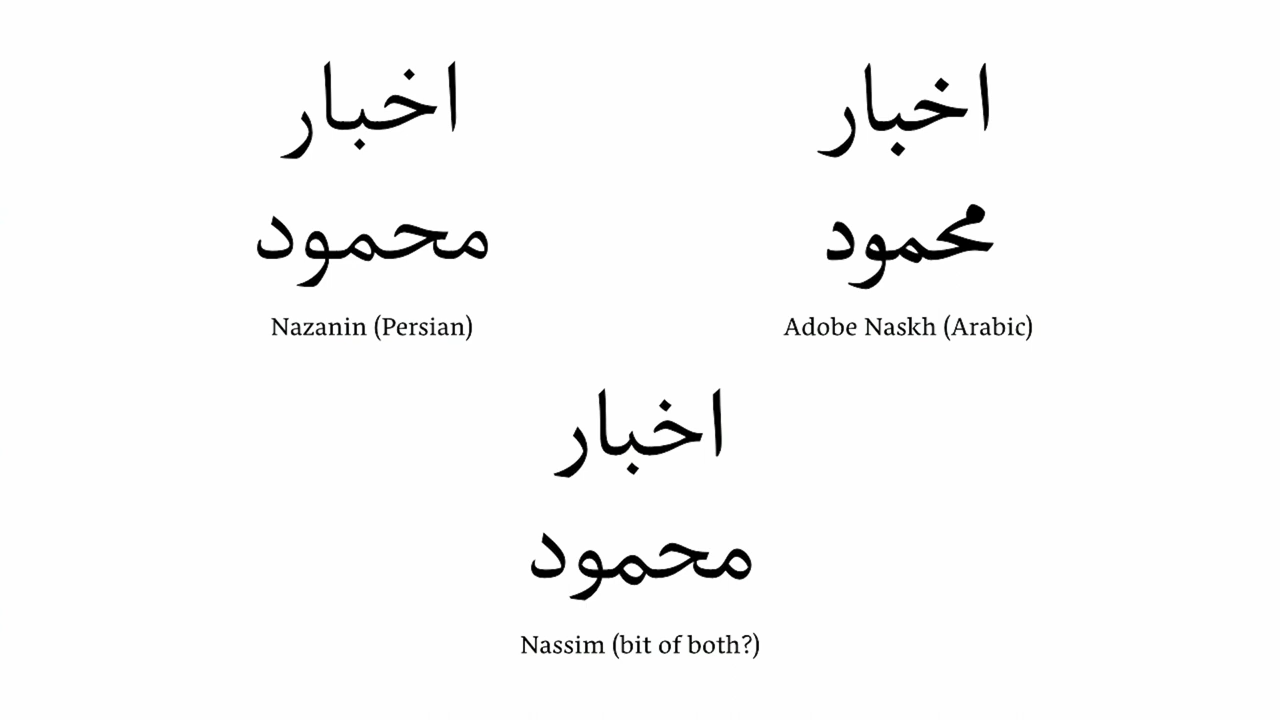 اخبار
محمود
Nazanin (Persian)
اخبار
محمود
Adobe Naskh (Arabic)
اخبار
محمود
Nassim (bit of both?)